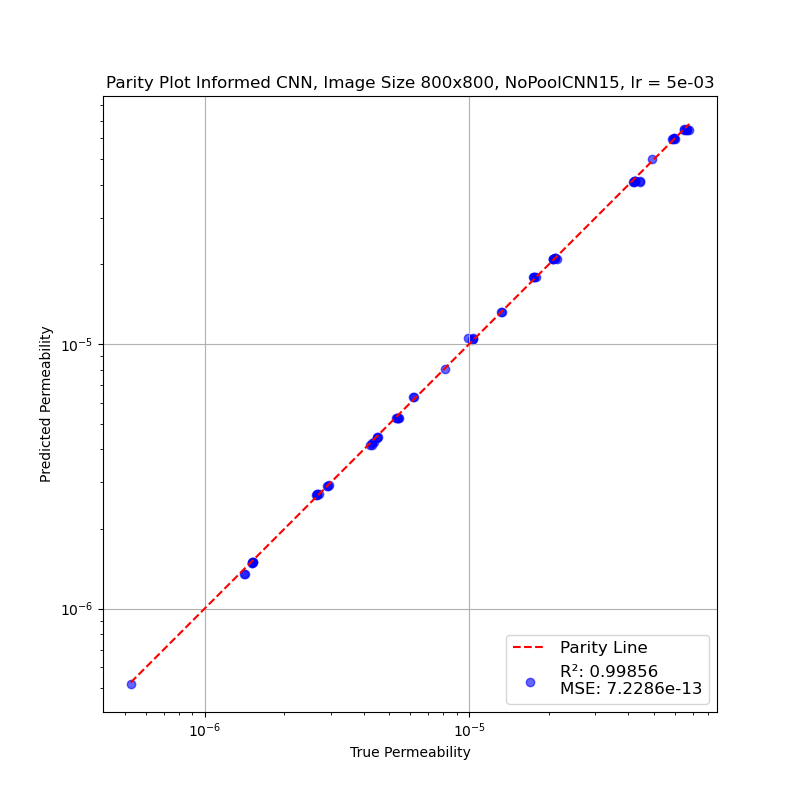 Parity Plot Informed CNN, Image Size 800x800, NoPoolCNN15, lr = 5e-03
Predicted Permeability
10⁻⁵
10⁻⁶
Parity Line
R²: 0.99856
MSE: 7.2286e-13
10⁻⁶ 10⁻⁵
True Permeability